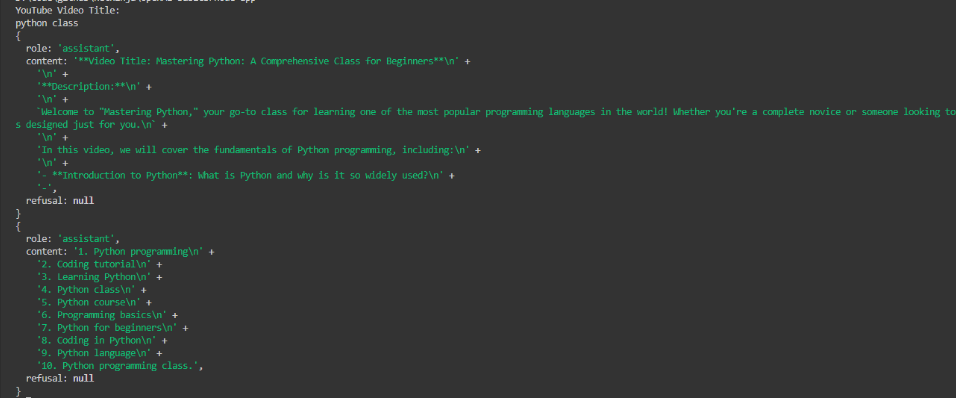 YouTube Video Title:
python class
{
  role: 'assistant',
  content: '**Video Title: Mastering Python: A Comprehensive Class for Beginners**\n' +
    '\n' +
    '**Description:**\n' +
    '\n' +
    `Welcome to "Mastering Python," your go-to class for learning one of the most popular programming languages in the world! Whether you're a complete novice or someone looking to
s designed just for you.\n` +
    '\n' +
    'In this video, we will cover the fundamentals of Python programming, including:\n' +
    '\n' +
    '- **Introduction to Python**: What is Python and why is it so widely used?\n' +
    '-',
  refusal: null
}
{
  role: 'assistant',
  content: '1. Python programming\n' +
    '2. Coding tutorial\n' +
    '3. Learning Python\n' +
    '4. Python class\n' +
    '5. Python course\n' +
    '6. Programming basics\n' +
    '7. Python for beginners\n' +
    '8. Coding in Python\n' +
    '9. Python language\n' +
    '10. Python programming class.',
  refusal: null
}